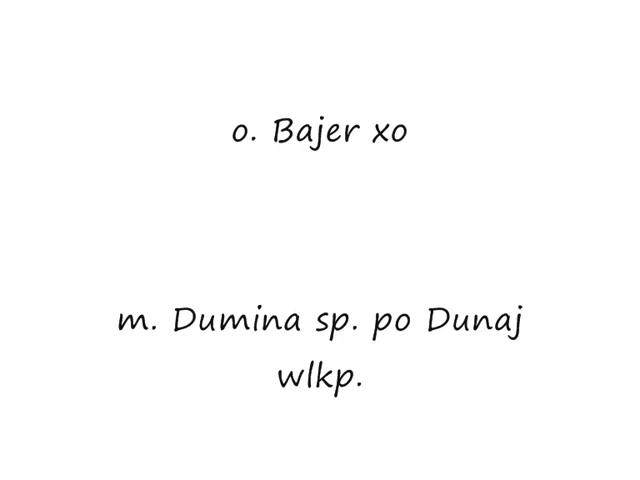 o. Bajer xo
m. Dumina sp. po Dunaj
wlkp.